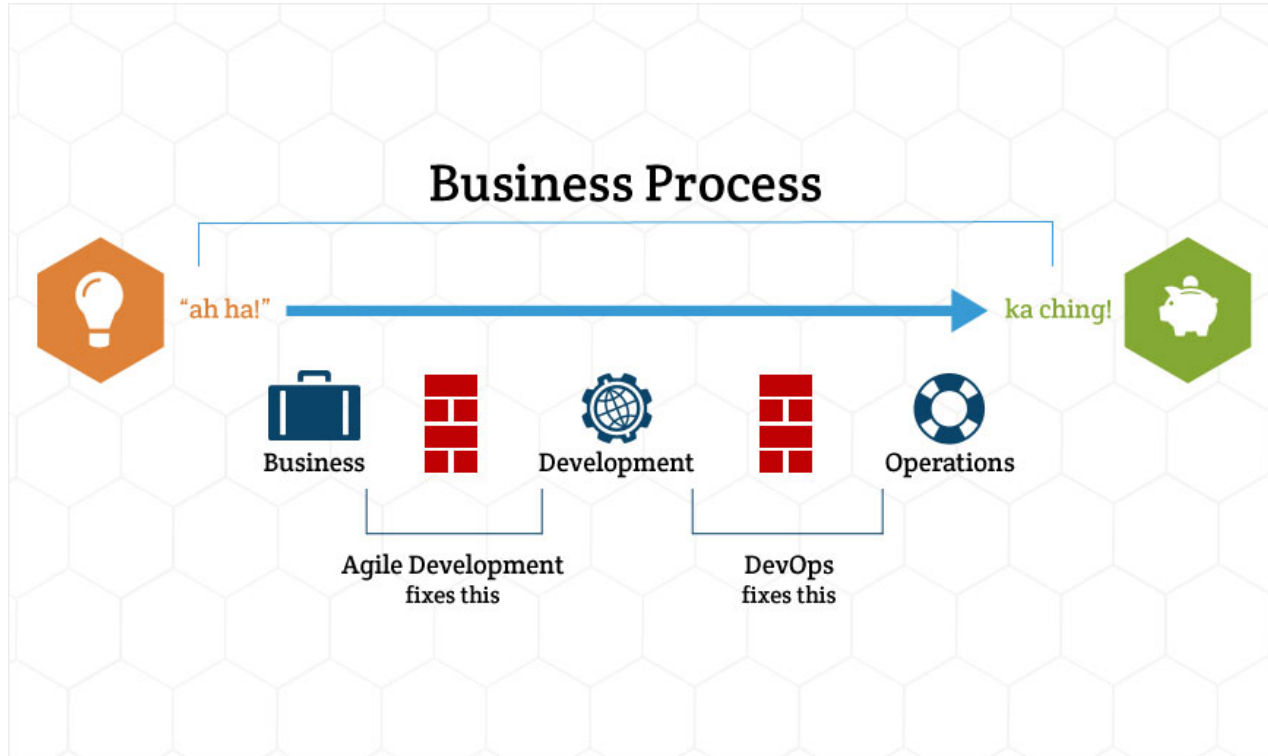 Business Process
“ah ha!”
ka ching!
Business
Development
Operations
Agile Development
fixes this
DevOps
fixes this